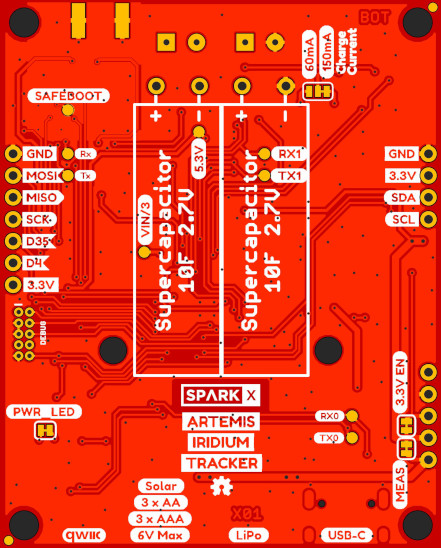 BOT
60mA
150mA
Charge
Current
SAFEBOOT
+
-
+
-
GND
Rx
MOSI
Tx
MISO
SCK
D35
D4
3.3V
5.3V
RX1
TX1
GND
3.3V
SDA
SCL
VIN/3
Supercapacitor
10F 2.7V
Supercapacitor
10F 2.7V
DEBUG
SPARK X
ARTEMIS
IRIDIUM
TRACKER
PWR_LED
RX0
TX0
3.3V EN
MEAS
Solar
3 x AA
3 x AAA
6V Max
X01
qwiic
LiPo
USB-C